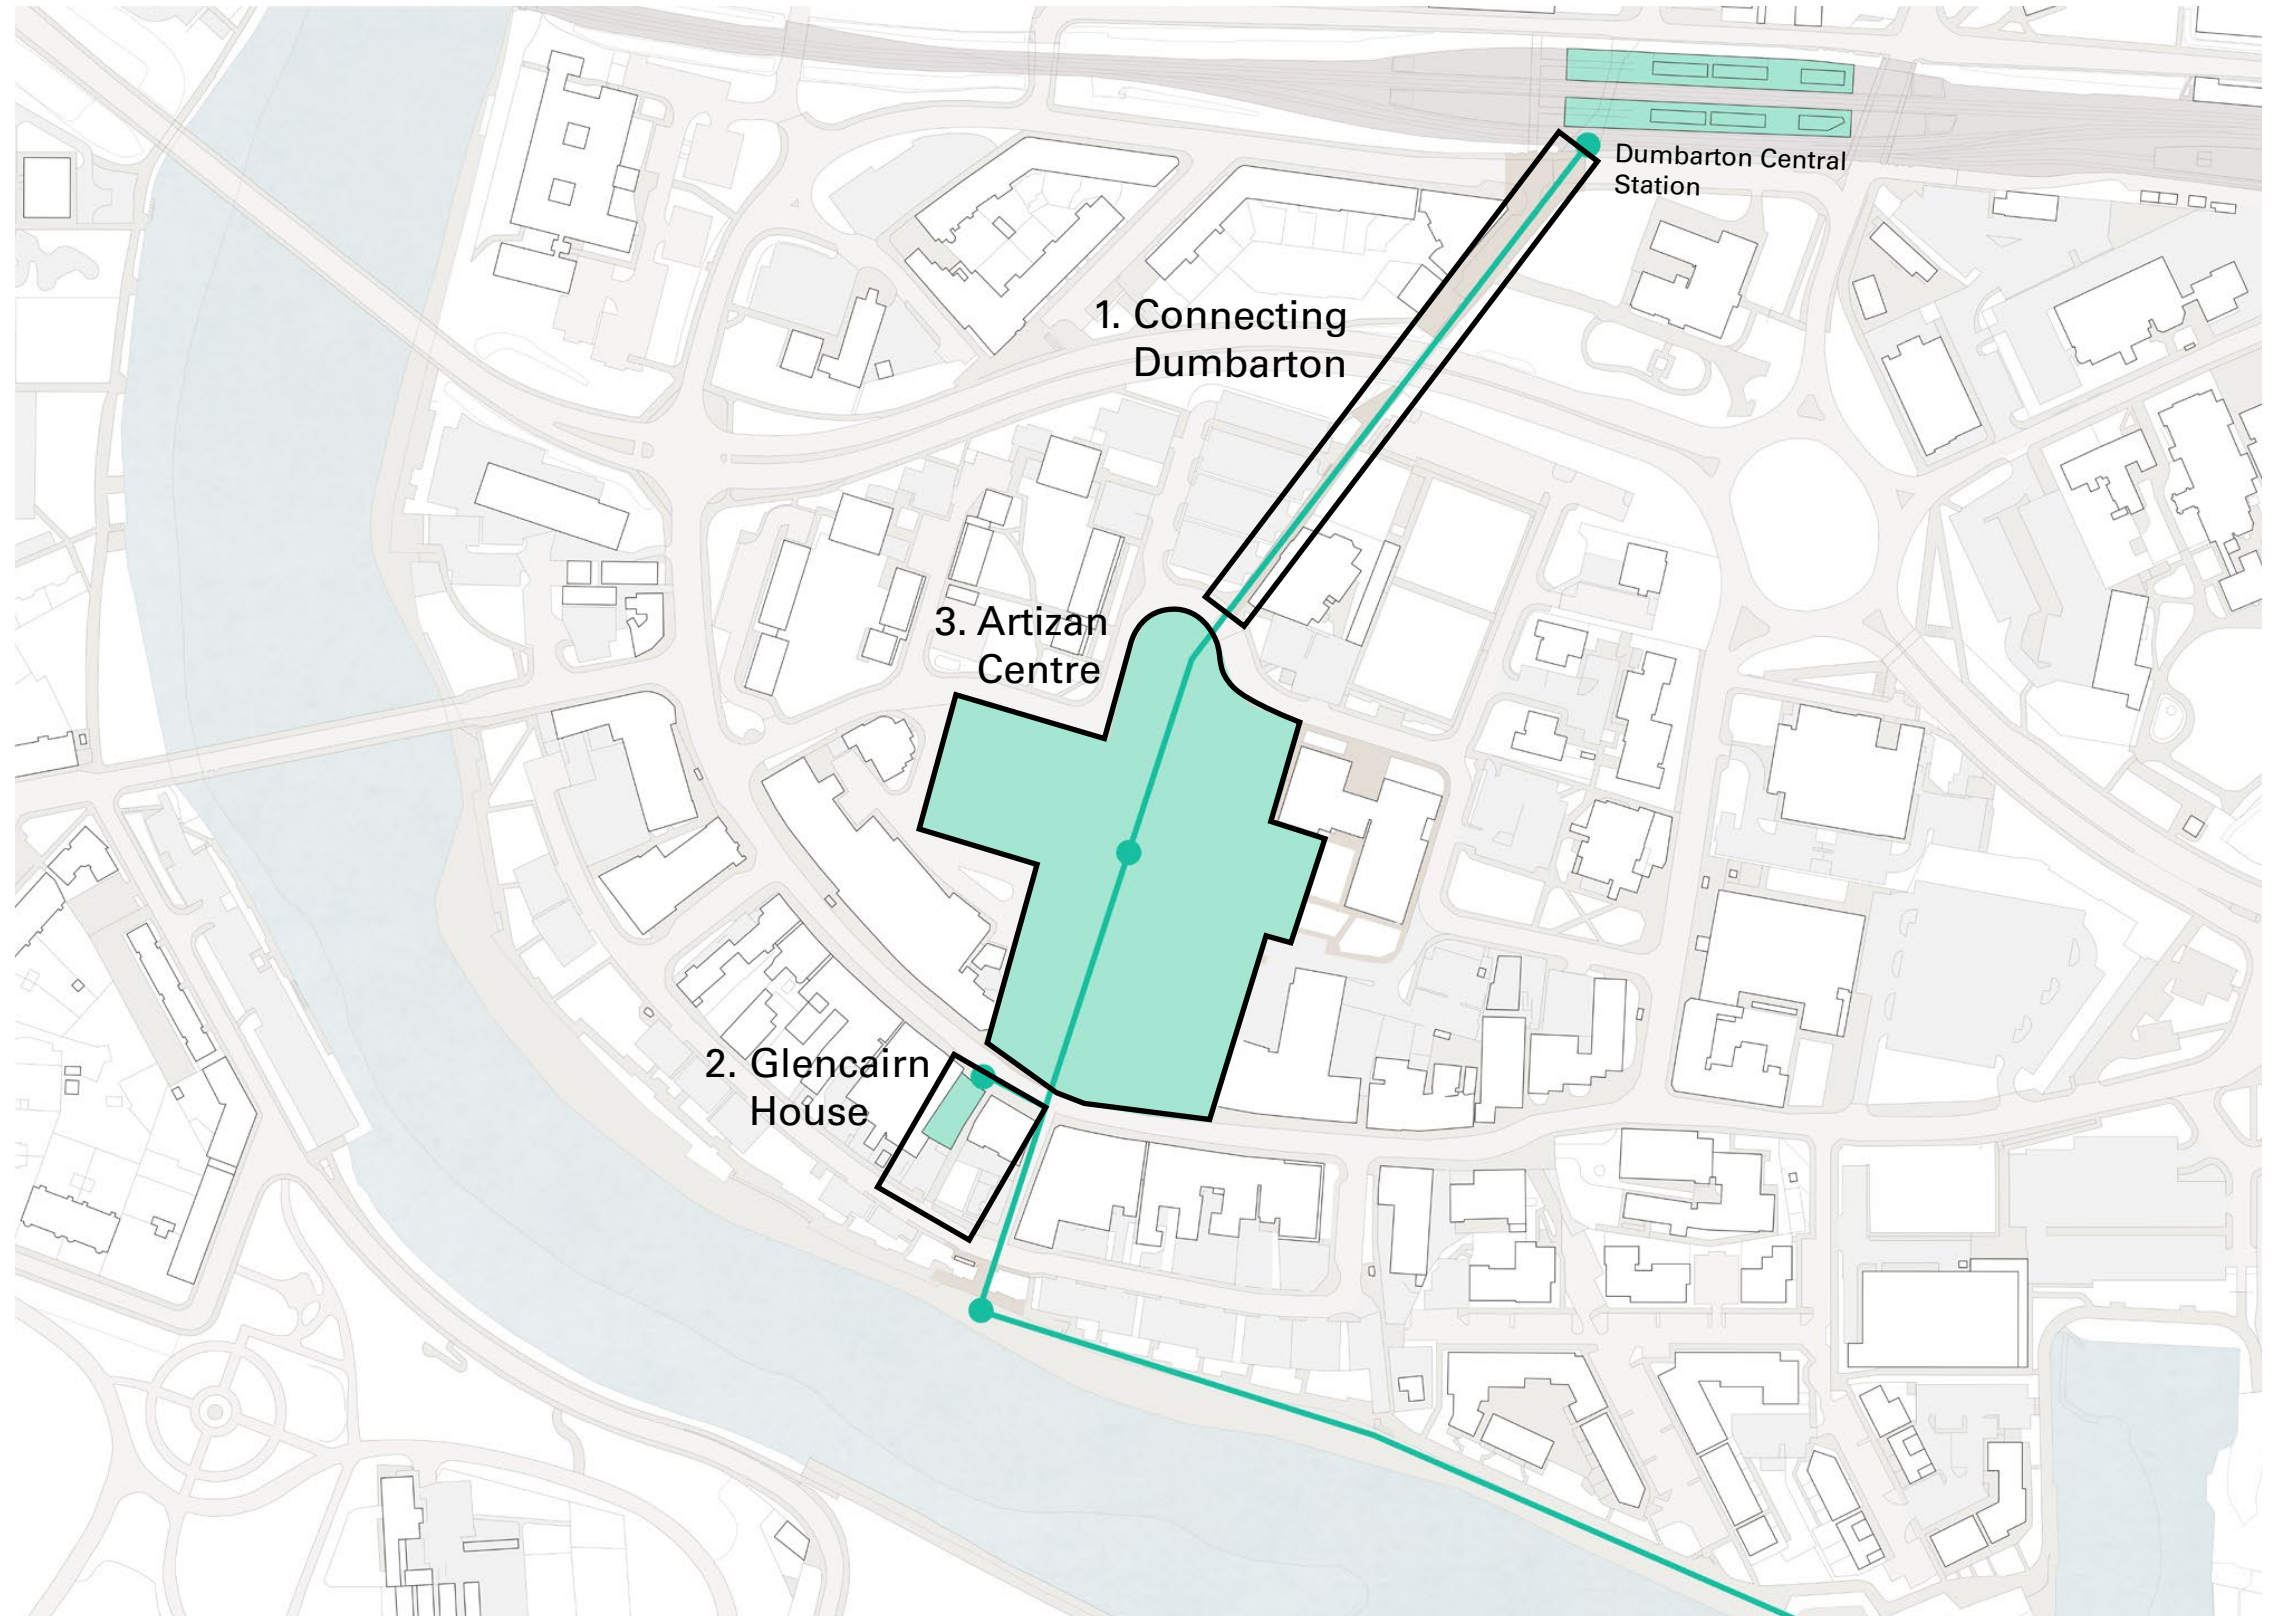 Dumbarton Central
Station
1. Connecting
Dumbarton
3. Artizan
Centre
2. Glencairn
House